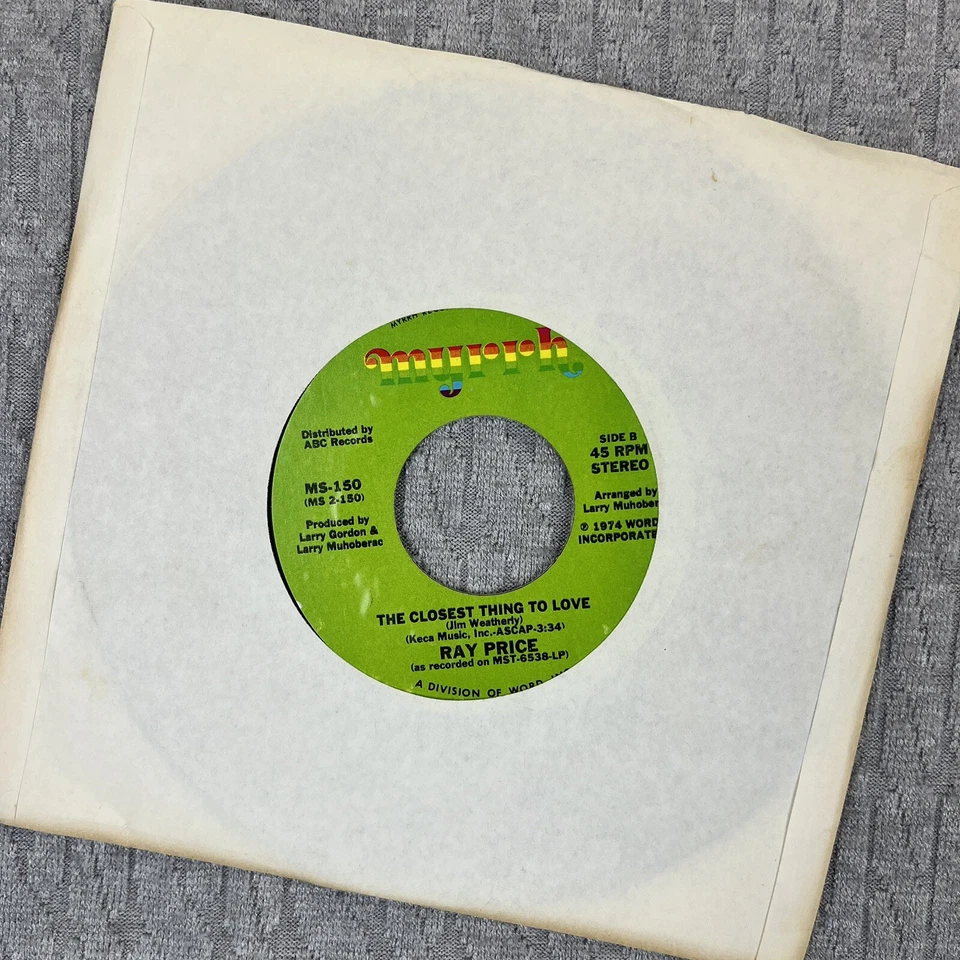 MYRRH
myrrh
Distributed by
ABC Records
MS-150
(MS 2-150)
Produced by
Larry Gordon &
Larry Muhoberac
SIDE B
45 RPM
STEREO
Arranged by
Larry Muhober
℗ 1974 WORD
INCORPORATE
THE CLOSEST THING TO LOVE
(Jim Weatherly)
(Keca Music, Inc.-ASCAP-3:34)
RAY PRICE
(as recorded on MST-6538-LP)
A DIVISION OF WORD